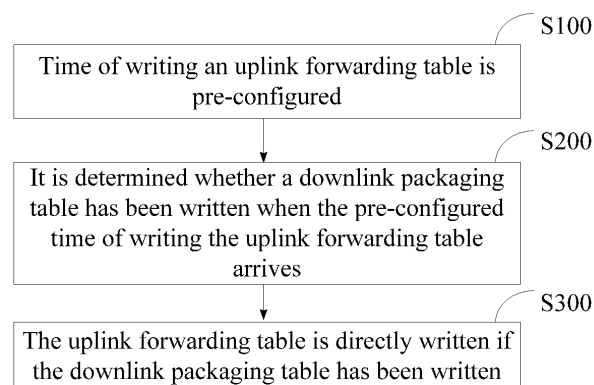 S100
Time of writing an uplink forwarding table is
pre-configured
S200
It is determined whether a downlink packaging
table has been written when the pre-configured
time of writing the uplink forwarding table
arrives
S300
The uplink forwarding table is directly written if
the downlink packaging table has been written